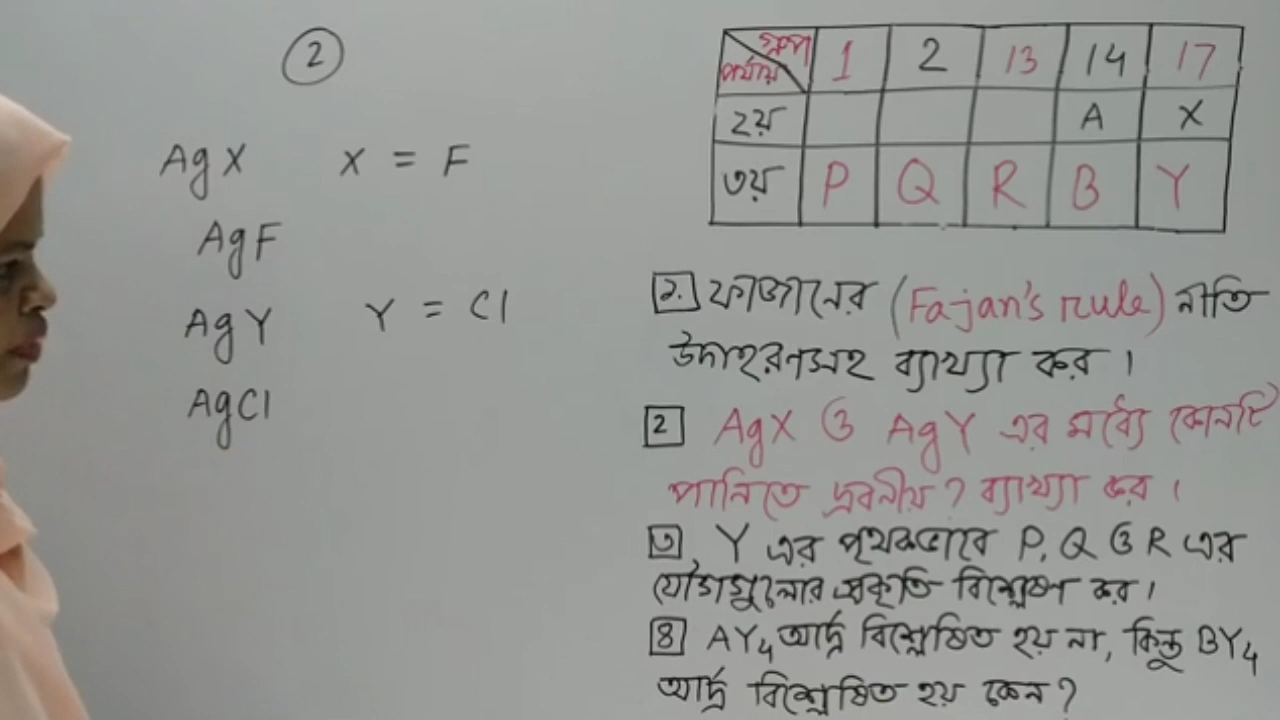 2
AgX X = F
AgF
AgY Y = Cl
AgCl
গ্রুপ
পর্যায় 1 2 13 14 17
২য় A X
৩য় P Q R B Y
১. ফাজানের (Fajan's rule) নীতি
উদাহরণসহ ব্যাখ্যা কর।
2 AgX ও AgY এর মধ্যে কোনটি
পানিতে দ্রবনীয়? ব্যাখ্যা কর।
৩ Y এর পৃথকভাবে P, Q ও R এর
যৌগগুলোর প্রকৃতি বিশ্লেষণ কর।
৪ AY₄ আর্দ্র বিশ্লেষিত হয় না, কিন্তু BY₄
আর্দ্র বিশ্লেষিত হয় কেন?